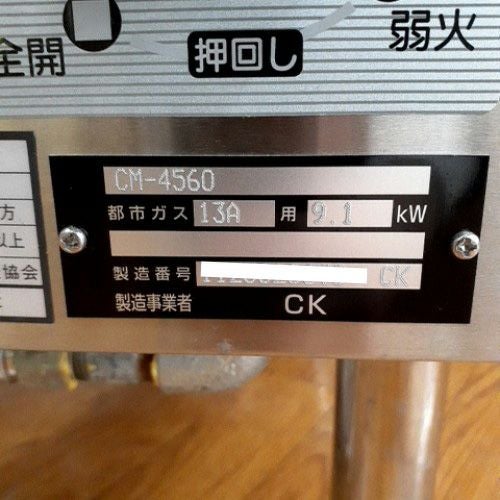 全開
押回し
弱火
CM-4560
都市ガス 13A 用 9.1 kW
方
以上
協会
製造番号 CK
製造事業者 CK